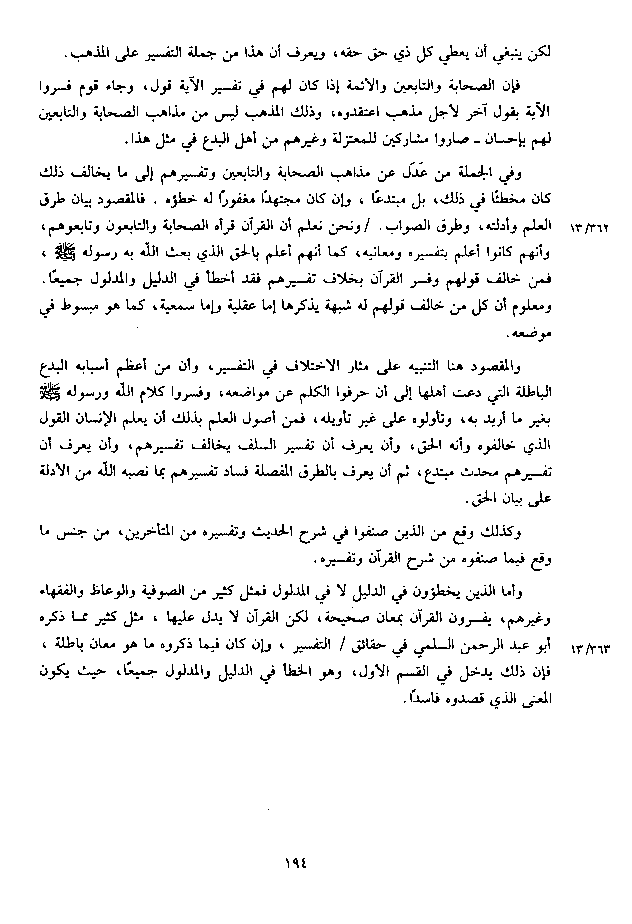 لكن ينبغي أن يعطي كل ذي حق حقه، ويعرف أن هذا من جملة التفسير على المذهب.
فإن الصحابة والتابعين والأئمة إذا كان لهم في تفسير الآية قول، وجاء قوم فسروا
الآية بقول آخر لأجل مذهب اعتقدوه، وذلك المذهب ليس من مذاهب الصحابة والتابعين
لهم بإحسان ــ صاروا مشاركين للمعتزلة وغيرهم من أهل البدع في مثل هذا.
وفي الجملة من عَدَل عن مذاهب الصحابة والتابعين وتفسيرهم إلى ما يخالف ذلك
كان مخطئًا في ذلك، بل مبتدعًا ، وإن كان مجتهدًا مغفورًا له خطؤه . فالمقصود بيان طرق
العلم وأدلته، وطرق الصواب. / ونحن نعلم أن القرآن قرأه الصحابة والتابعون وتابعوهم، ١٣/٣٦٢
وأنهم كانوا أعلم بتفسيره ومعانيه، كما أنهم أعلم بالحق الذي بعث الله به رسوله ﷺ ،
فمن خالف قولهم وفسر القرآن بخلاف تفسيرهم فقد أخطأ في الدليل والمدلول جميعًا.
ومعلوم أن كل من خالف قولهم له شبهة يذكرها إما عقلية وإما سمعية، كما هو مبسوط في
موضعه.
والمقصود هنا التنبيه على مثار الاختلاف في التفسير، وأن من أعظم أسبابه البدع
الباطلة التي دعت أهلها إلى أن حرفوا الكلم عن مواضعه، وفسروا كلام الله ورسوله ﷺ
بغير ما أريد به، وتأولوه على غير تأويله، فمن أصول العلم بذلك أن يعلم الإنسان القول
الذي خالفوه وأنه الحق، وأن يعرف أن تفسير السلف يخالف تفسيرهم، وأن يعرف أن
تفسيرهم محدث مبتدع، ثم أن يعرف بالطرق المفصلة فساد تفسيرهم بما نصبه الله من الأدلة
على بيان الحق.
وكذلك وقع من الذين صنفوا في شرح الحديث وتفسيره من المتأخرين، من جنس ما
وقع فيما صنفوه من شرح القرآن وتفسيره.
وأما الذين يخطؤون في الدليل لا في المدلول فمثل كثير من الصوفية والوعاظ والفقهاء
وغيرهم، يفسرون القرآن بمعان صحيحة، لكن القرآن لا يدل عليها ، مثل كثير ممـا ذكره
أبو عبد الرحمن السلمي في حقائق / التفسير ، وإن كان فيما ذكروه ما هو معان باطلة ، ١٣/٣٦٣
فإن ذلك يدخل في القسم الأول، وهو الخطأ في الدليل والمدلول جميعًا، حيث يكون
المعنى الذي قصدوه فاسدًا.
١٩٤